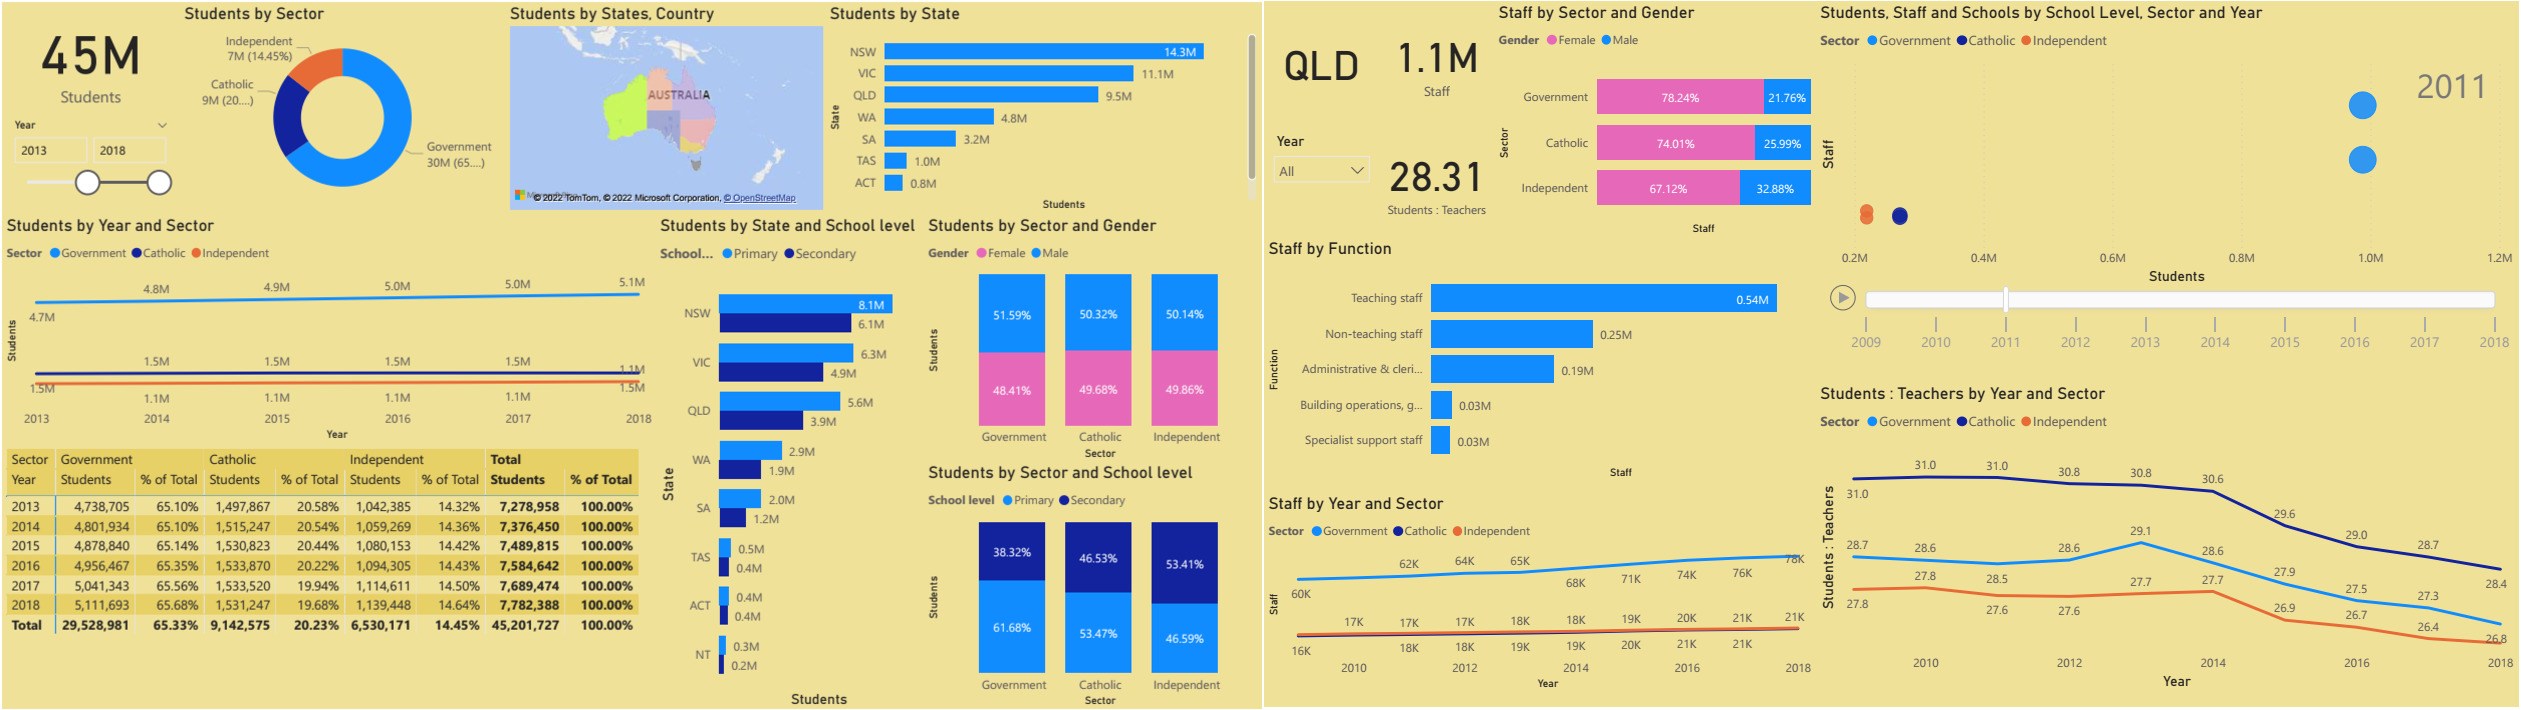 Students by Sector
45M
Students
Year
2013
2018
Independent
7M (14.45%)
Catholic
9M (20....)
Government
30M (65....)
Students by States, Country
AUSTRALIA
© 2022 TomTom, © 2022 Microsoft Corporation, © OpenStreetMap
Students by State
State
NSW 14.3M
VIC 11.1M
QLD 9.5M
WA 4.8M
SA 3.2M
TAS 1.0M
ACT 0.8M
Students
Students by Year and Sector
Sector Government Catholic Independent
Students
4.8M 4.9M 5.0M 5.0M 5.1M
4.7M
1.5M 1.5M 1.5M 1.5M 1.1M
1.5M 1.1M 1.1M 1.1M 1.1M 1.5M
2013 2014 2015 2016 2017 2018
Year
Sector Government Catholic Independent Total
Year Students % of Total Students % of Total Students % of Total Students % of Total
2013 4,738,705 65.10% 1,497,867 20.58% 1,042,385 14.32% 7,278,958 100.00%
2014 4,801,934 65.10% 1,515,247 20.54% 1,059,269 14.36% 7,376,450 100.00%
2015 4,878,840 65.14% 1,530,823 20.44% 1,080,153 14.42% 7,489,815 100.00%
2016 4,956,467 65.35% 1,533,870 20.22% 1,094,305 14.43% 7,584,642 100.00%
2017 5,041,343 65.56% 1,533,520 19.94% 1,114,611 14.50% 7,689,474 100.00%
2018 5,111,693 65.68% 1,531,247 19.68% 1,139,448 14.64% 7,782,388 100.00%
Total 29,528,981 65.33% 9,142,575 20.23% 6,530,171 14.45% 45,201,727 100.00%
Students by State and School level
School... Primary Secondary
State
NSW 8.1M
6.1M
VIC 6.3M
4.9M
QLD 5.6M
3.9M
WA 2.9M
1.9M
SA 2.0M
1.2M
TAS 0.5M
0.4M
ACT 0.4M
0.4M
NT 0.3M
0.2M
Students
Students by Sector and Gender
Gender Female Male
Students
51.59% 50.32% 50.14%
48.41% 49.68% 49.86%
Government Catholic Independent
Sector
Students by Sector and School level
School level Primary Secondary
Students
38.32% 46.53% 53.41%
61.68% 53.47% 46.59%
Government Catholic Independent
Sector
QLD
1.1M
Staff
Year
All
28.31
Students : Teachers
Staff by Sector and Gender
Gender Female Male
Sector
Government 78.24% 21.76%
Catholic 74.01% 25.99%
Independent 67.12% 32.88%
Staff
Staff by Function
Function
Teaching staff 0.54M
Non-teaching staff 0.25M
Administrative & cleri... 0.19M
Building operations, g... 0.03M
Specialist support staff 0.03M
Staff
Staff by Year and Sector
Sector Government Catholic Independent
Staff
60K 62K 64K 65K 68K 71K 74K 76K 78K
17K 17K 17K 18K 18K 19K 20K 21K 21K
16K 18K 18K 19K 19K 20K 21K 21K
2010 2012 2014 2016 2018
Year
Students, Staff and Schools by School Level, Sector and Year
Sector Government Catholic Independent
2011
Staff
0.2M 0.4M 0.6M 0.8M 1.0M 1.2M
Students
2009 2010 2011 2012 2013 2014 2015 2016 2017 2018
Students : Teachers by Year and Sector
Sector Government Catholic Independent
Students : Teachers
31.0 31.0 31.0 30.8 30.8 30.6 29.6 29.0 28.7 28.4
28.7 28.6 28.5 28.6 29.1 28.6 27.9 27.5 27.3 26.8
27.8 27.8 27.6 27.6 27.7 27.7 26.9 26.7 26.4
2010 2012 2014 2016 2018
Year